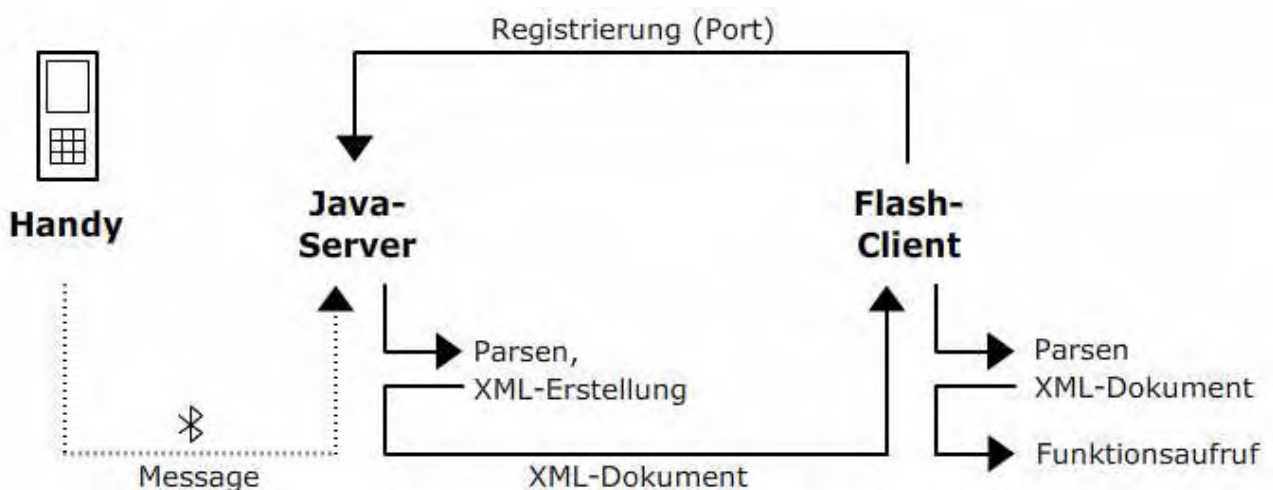 Registrierung (Port)
Handy
Java-
Server
Flash-
Client
Parsen,
XML-Erstellung
Parsen
XML-Dokument
Funktionsaufruf
Message
XML-Dokument